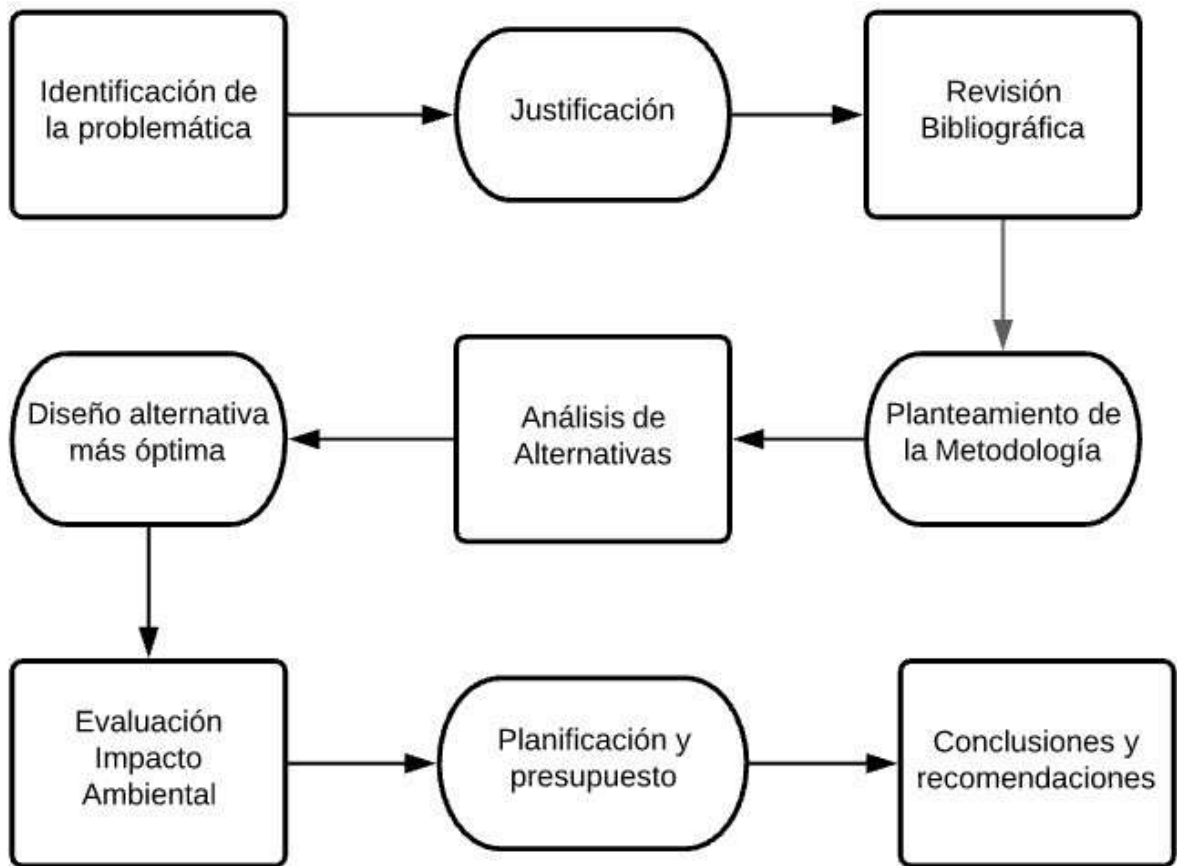 Identificación de
la problemática
Justificación
Revisión
Bibliográfica
Planteamiento de
la Metodología
Análisis de
Alternativas
Diseño alternativa
más óptima
Evaluación
Impacto
Ambiental
Planificación y
presupuesto
Conclusiones y
recomendaciones